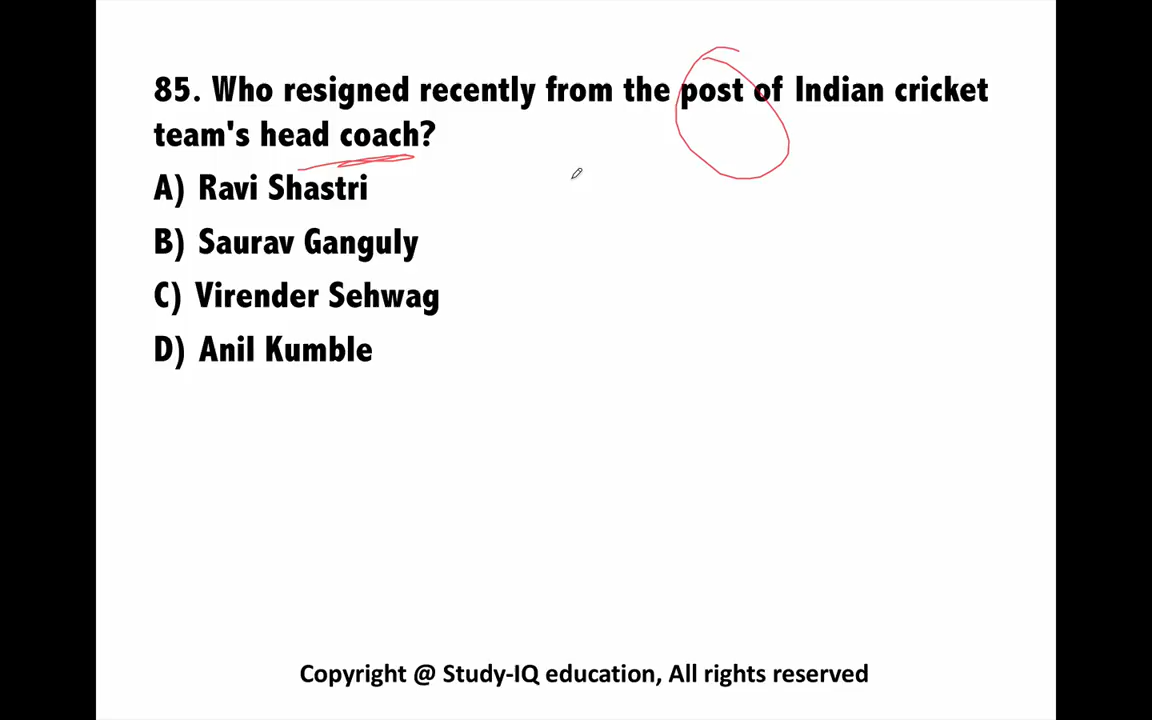 85. Who resigned recently from the post of Indian cricket
team's head coach?
A) Ravi Shastri
B) Saurav Ganguly
C) Virender Sehwag
D) Anil Kumble
Copyright @ Study-IQ education, All rights reserved